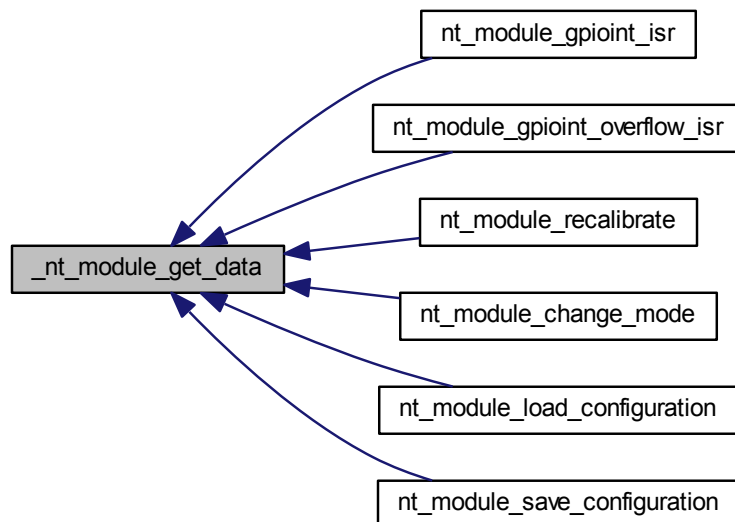 nt_module_gpioint_isr
nt_module_gpioint_overflow_isr
nt_module_recalibrate
_nt_module_get_data
nt_module_change_mode
nt_module_load_configuration
nt_module_save_configuration